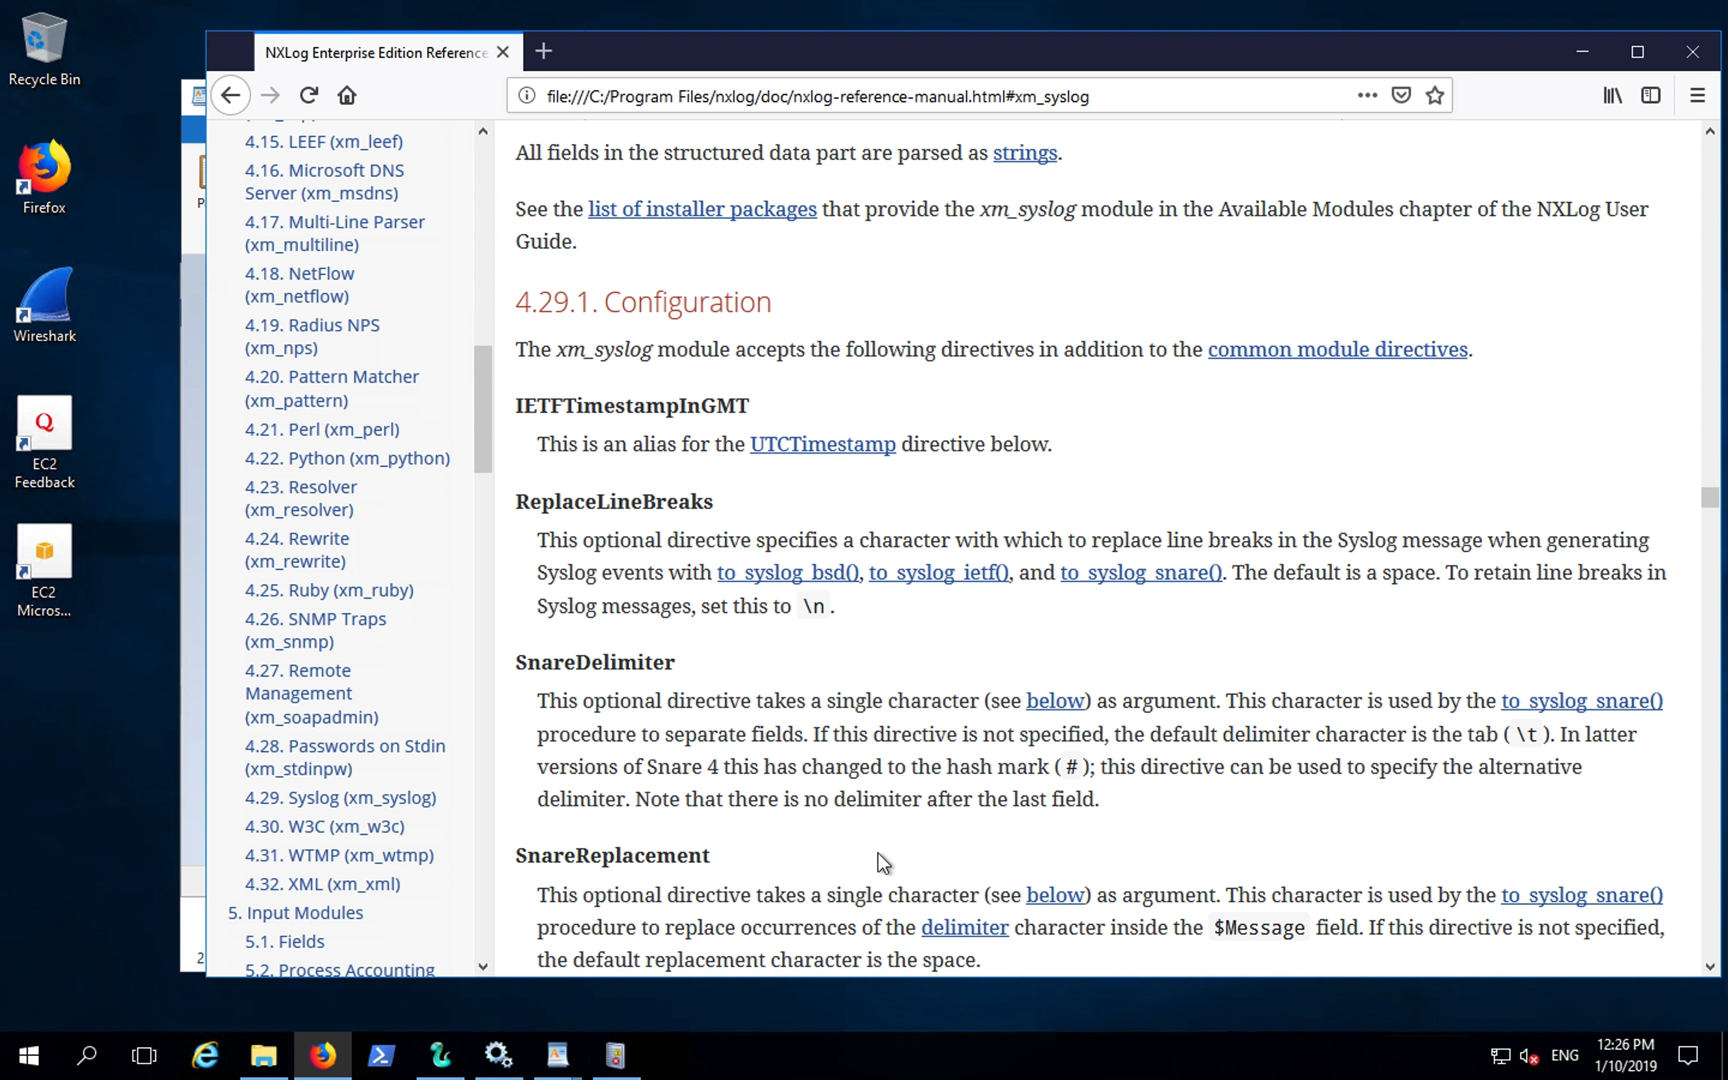 Recycle Bin
Firefox
Wireshark
EC2
Feedback
EC2
Micros...
NXLog Enterprise Edition Reference
file:///C:/Program Files/nxlog/doc/nxlog-reference-manual.html#xm_syslog
4.15. LEEF (xm_leef)
4.16. Microsoft DNS
Server (xm_msdns)
4.17. Multi-Line Parser
(xm_multiline)
4.18. NetFlow
(xm_netflow)
4.19. Radius NPS
(xm_nps)
4.20. Pattern Matcher
(xm_pattern)
4.21. Perl (xm_perl)
4.22. Python (xm_python)
4.23. Resolver
(xm_resolver)
4.24. Rewrite
(xm_rewrite)
4.25. Ruby (xm_ruby)
4.26. SNMP Traps
(xm_snmp)
4.27. Remote
Management
(xm_soapadmin)
4.28. Passwords on Stdin
(xm_stdinpw)
4.29. Syslog (xm_syslog)
4.30. W3C (xm_w3c)
4.31. WTMP (xm_wtmp)
4.32. XML (xm_xml)
5. Input Modules
5.1. Fields
5.2. Process Accounting
All fields in the structured data part are parsed as strings.
See the list of installer packages that provide the xm_syslog module in the Available Modules chapter of the NXLog User
Guide.
4.29.1. Configuration
The xm_syslog module accepts the following directives in addition to the common module directives.
IETFTimestampInGMT
This is an alias for the UTCTimestamp directive below.
ReplaceLineBreaks
This optional directive specifies a character with which to replace line breaks in the Syslog message when generating
Syslog events with to_syslog_bsd(), to_syslog_ietf(), and to_syslog_snare(). The default is a space. To retain line breaks in
Syslog messages, set this to \n.
SnareDelimiter
This optional directive takes a single character (see below) as argument. This character is used by the to_syslog_snare()
procedure to separate fields. If this directive is not specified, the default delimiter character is the tab (\t). In latter
versions of Snare 4 this has changed to the hash mark (#); this directive can be used to specify the alternative
delimiter. Note that there is no delimiter after the last field.
SnareReplacement
This optional directive takes a single character (see below) as argument. This character is used by the to_syslog_snare()
procedure to replace occurrences of the delimiter character inside the $Message field. If this directive is not specified,
the default replacement character is the space.
ENG
12:26 PM
1/10/2019